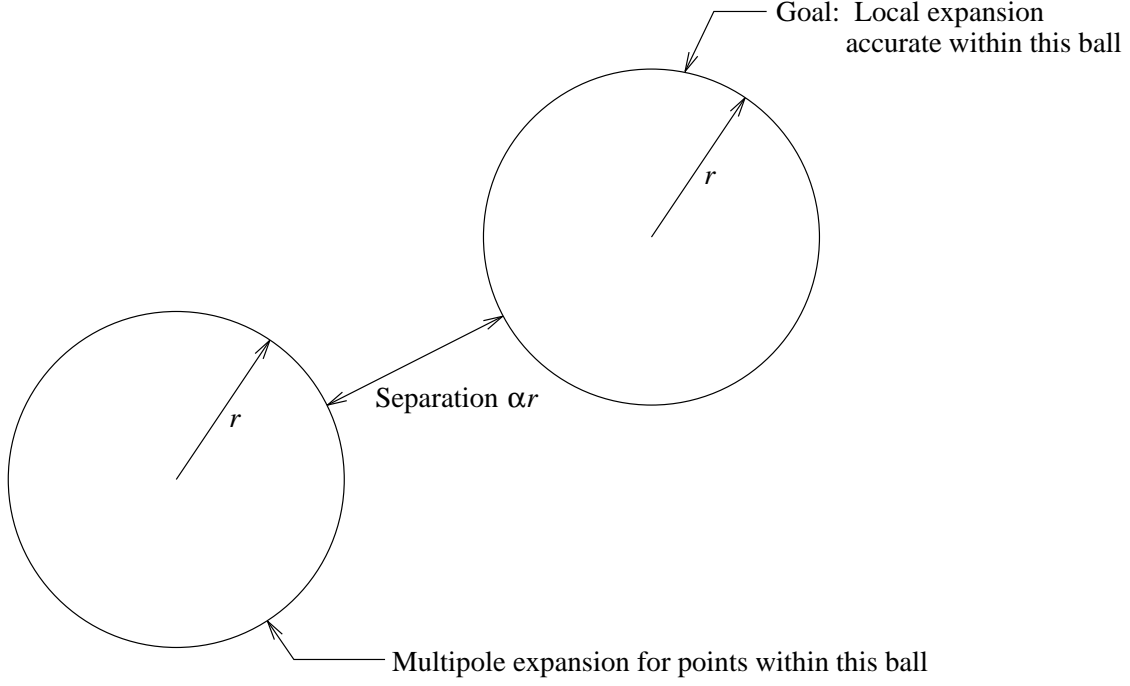 Goal: Local expansion
accurate within this ball
r
Separation αr
r
Multipole expansion for points within this ball